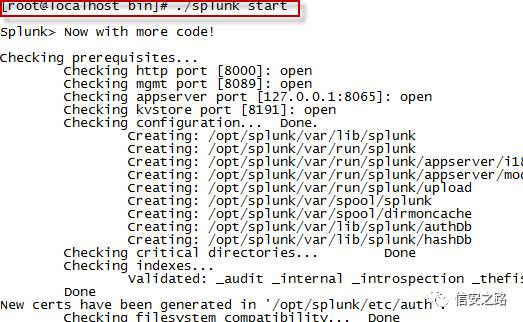 [root@localhost bin]# ./splunk start
Splunk> Now with more code!
Checking prerequisites...
Checking http port [8000]: open
Checking mgmt port [8089]: open
Checking appserver port [127.0.0.1:8065]: open
Checking kvstore port [8191]: open
Checking configuration... Done.
Creating: /opt/splunk/var/lib/splunk
Creating: /opt/splunk/var/run/splunk
Creating: /opt/splunk/var/run/splunk/appserver/i18
Creating: /opt/splunk/var/run/splunk/appserver/mod
Creating: /opt/splunk/var/run/splunk/upload
Creating: /opt/splunk/var/spool/splunk
Creating: /opt/splunk/var/spool/dirmoncache
Creating: /opt/splunk/var/lib/splunk/authDb
Creating: /opt/splunk/var/lib/splunk/hashDb
Checking critical directories... Done
Checking indexes...
Validated: _audit _internal _introspection _thefis
Done
New certs have been generated in '/opt/splunk/etc/auth'.
Checking filesystem compatibility... Done
信安之路